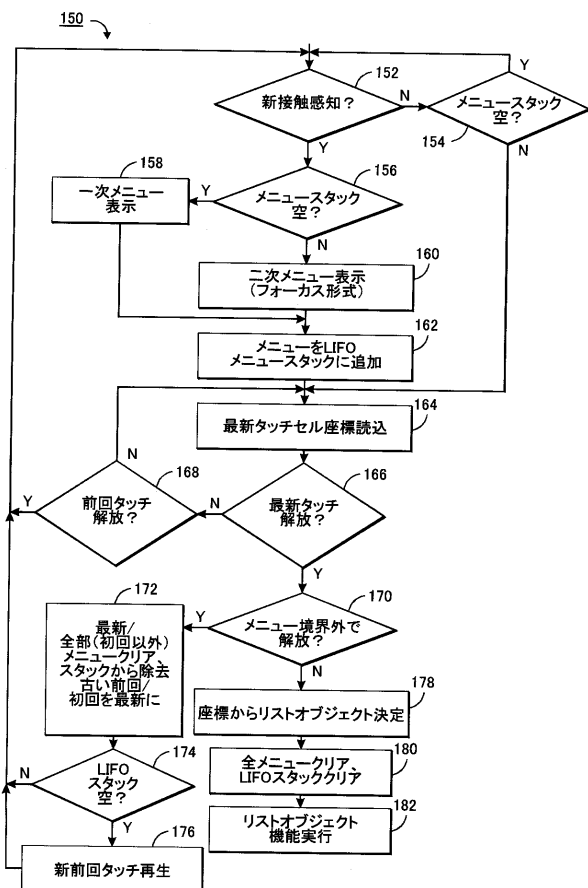 150
152
新接触感知？
N
Y
メニュースタック
空？
154
Y
N
158
一次メニュー
表示
Y
156
メニュースタック
空？
N
160
二次メニュー表示
(フォーカス形式)
162
メニューをLIFO
メニュースタックに追加
164
最新タッチセル座標読込
N
168
前回タッチ
解放？
Y
N
166
最新タッチ
解放？
Y
172
最新/
全部(初回以外)
メニュークリア、
スタックから除去
古い前回/
初回を最新に
Y
170
メニュー境界外で
解放？
N
178
座標からリストオブジェクト決定
174
LIFO
スタック
空？
N
Y
180
全メニュークリア、
LIFOスタッククリア
182
リストオブジェクト
機能実行
176
新前回タッチ再生